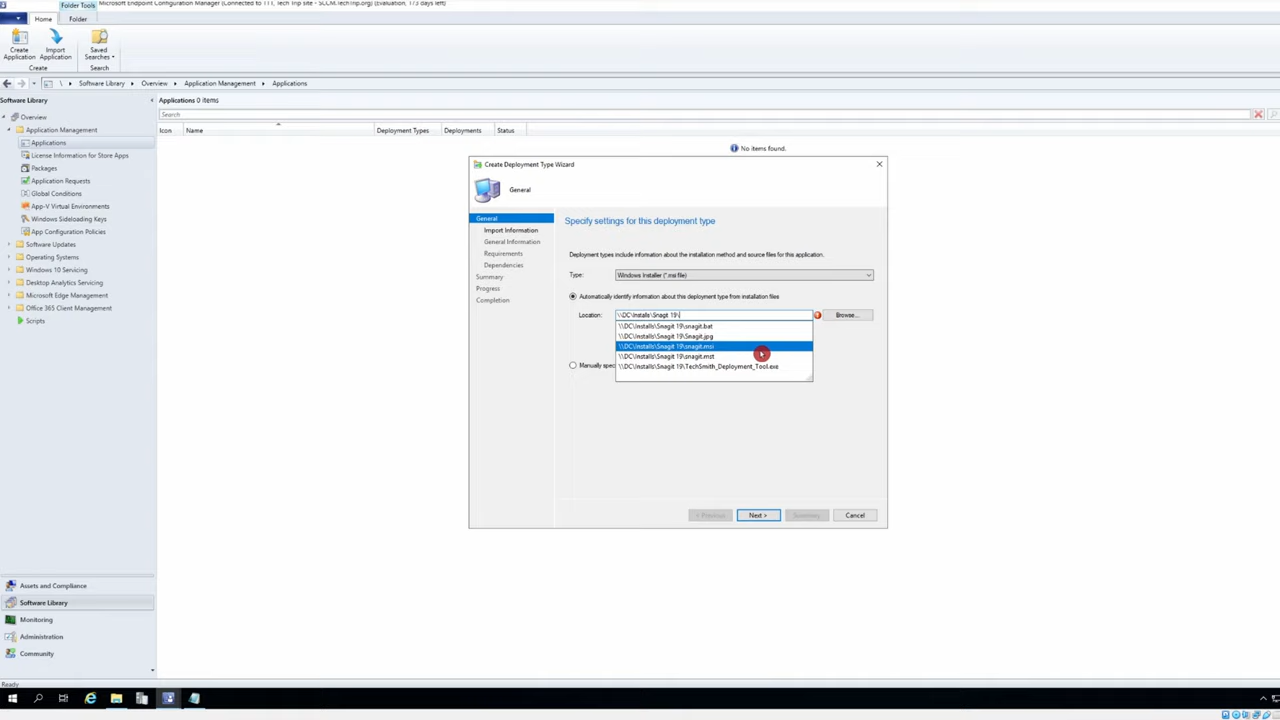 Folder Tools
Microsoft Endpoint Configuration Manager (Connected to TTT, Tech Trip site - SCCM.TechTrip.org) (Evaluation, 173 days left)
Home
Folder
Create Application
Import Application
Saved Searches
Create
Search
\ Software Library Overview Application Management Applications
Software Library
Overview
Application Management
Applications
License Information for Store Apps
Packages
Application Requests
Global Conditions
App-V Virtual Environments
Windows Sideloading Keys
App Configuration Policies
Software Updates
Operating Systems
Windows 10 Servicing
Desktop Analytics Servicing
Microsoft Edge Management
Office 365 Client Management
Scripts
Assets and Compliance
Software Library
Monitoring
Administration
Community
Ready
Applications 0 items
Search
Icon Name Deployment Types Deployments Status
No items found.
Create Deployment Type Wizard
General
General
Import Information
General Information
Requirements
Dependencies
Summary
Progress
Completion
Specify settings for this deployment type
Deployment types include information about the installation method and source files for this application.
Type: Windows Installer (*.msi file)
Automatically identify information about this deployment type from installation files
Location: \\DC\Installs\Snagit 19\ Browse...
\\DC\Installs\Snagit 19\snagit.bat
\\DC\Installs\Snagit 19\Snagit.jpg
\\DC\Installs\Snagit 19\snagit.msi
\\DC\Installs\Snagit 19\snagit.mst
\\DC\Installs\Snagit 19\TechSmith_Deployment_Tool.exe
Manually spec
< Previous Next > Summary Cancel